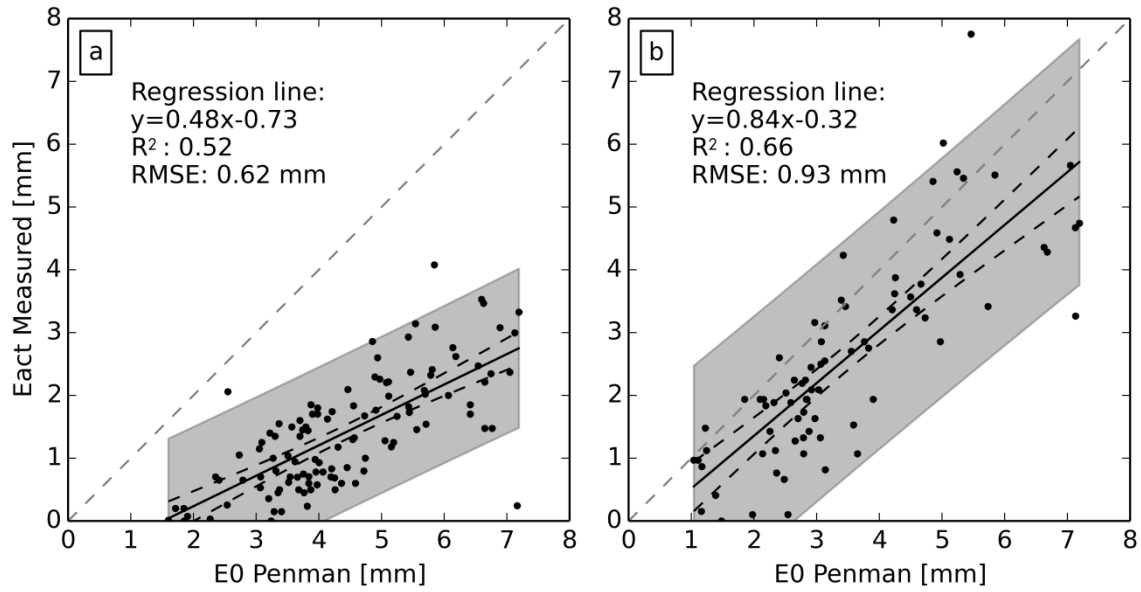 a
Regression line:
y=0.48x-0.73
R² : 0.52
RMSE: 0.62 mm
Eact Measured [mm]
8
7
6
5
4
3
2
1
0
0 1 2 3 4 5 6 7 8
E0 Penman [mm]
b
Regression line:
y=0.84x-0.32
R² : 0.66
RMSE: 0.93 mm
8
7
6
5
4
3
2
1
0
0 1 2 3 4 5 6 7 8
E0 Penman [mm]